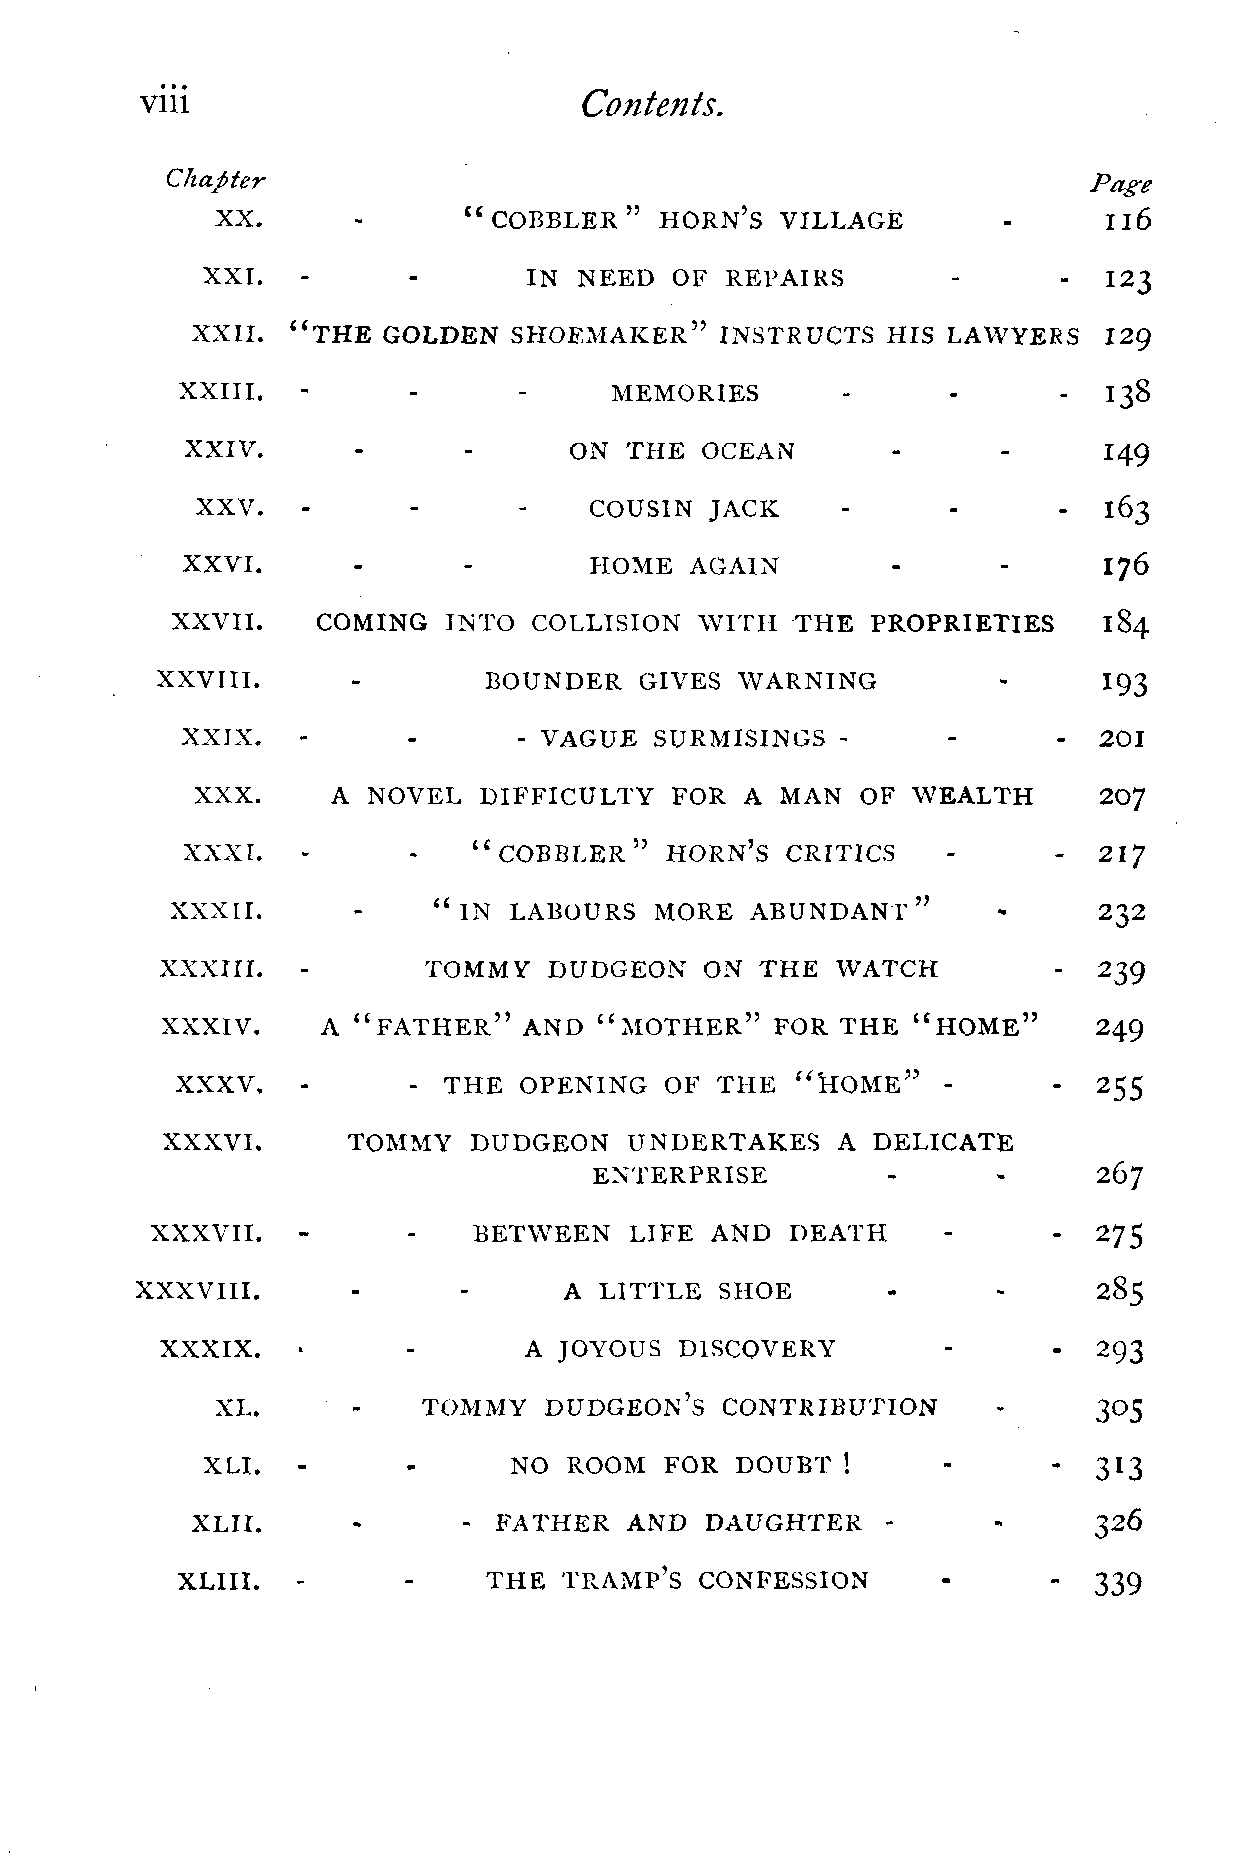 viii Contents.
Chapter Page
XX. - "COBBLER" HORN'S VILLAGE - 116
XXI. - - IN NEED OF REPAIRS - - 123
XXII. "THE GOLDEN SHOEMAKER" INSTRUCTS HIS LAWYERS 129
XXIII. - - - MEMORIES - - - 138
XXIV. - - ON THE OCEAN - - 149
XXV. - - - COUSIN JACK - - - 163
XXVI. - - HOME AGAIN - - 176
XXVII. COMING INTO COLLISION WITH THE PROPRIETIES 184
XXVIII. - BOUNDER GIVES WARNING - 193
XXIX. - - - VAGUE SURMISINGS - - - 201
XXX. A NOVEL DIFFICULTY FOR A MAN OF WEALTH 207
XXXI. - - "COBBLER" HORN'S CRITICS - - 217
XXXII. - "IN LABOURS MORE ABUNDANT" - 232
XXXIII. - TOMMY DUDGEON ON THE WATCH - 239
XXXIV. A "FATHER" AND "MOTHER" FOR THE "HOME" 249
XXXV. - - THE OPENING OF THE "HOME" - - 255
XXXVI. TOMMY DUDGEON UNDERTAKES A DELICATE
ENTERPRISE - - 267
XXXVII. - - BETWEEN LIFE AND DEATH - - 275
XXXVIII. - - A LITTLE SHOE - - 285
XXXIX. - - A JOYOUS DISCOVERY - - 293
XL. - TOMMY DUDGEON'S CONTRIBUTION - 305
XLI. - - NO ROOM FOR DOUBT! - - 313
XLII. - - FATHER AND DAUGHTER - - 326
XLIII. - - THE TRAMP'S CONFESSION - - 339